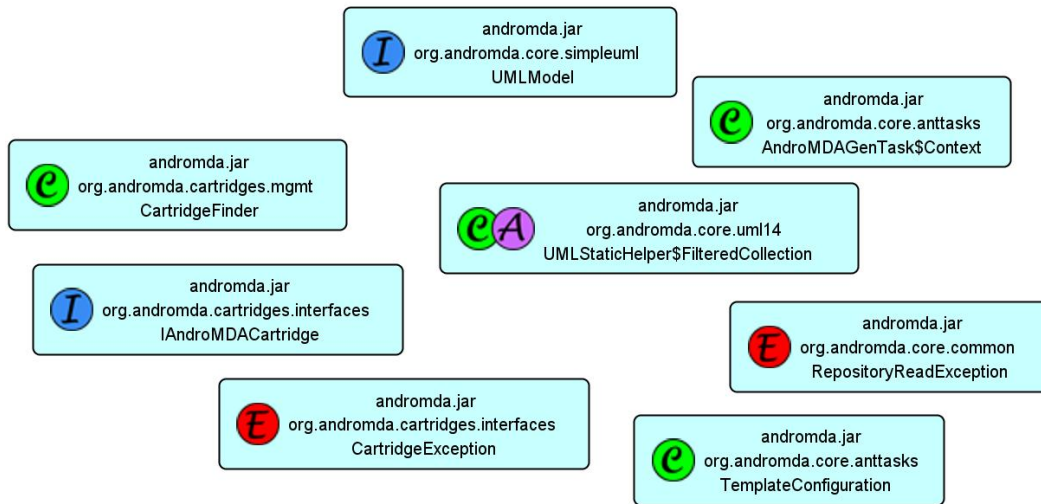 I
andromda.jar
org.andromda.core.simpleuml
UMLModel
C
andromda.jar
org.andromda.core.anttasks
AndroMDAGenTask$Context
C
andromda.jar
org.andromda.cartridges.mgmt
CartridgeFinder
C A
andromda.jar
org.andromda.core.uml14
UMLStaticHelper$FilteredCollection
I
andromda.jar
org.andromda.cartridges.interfaces
IAndroMDACartridge
E
andromda.jar
org.andromda.core.common
RepositoryReadException
E
andromda.jar
org.andromda.cartridges.interfaces
CartridgeException
C
andromda.jar
org.andromda.core.anttasks
TemplateConfiguration